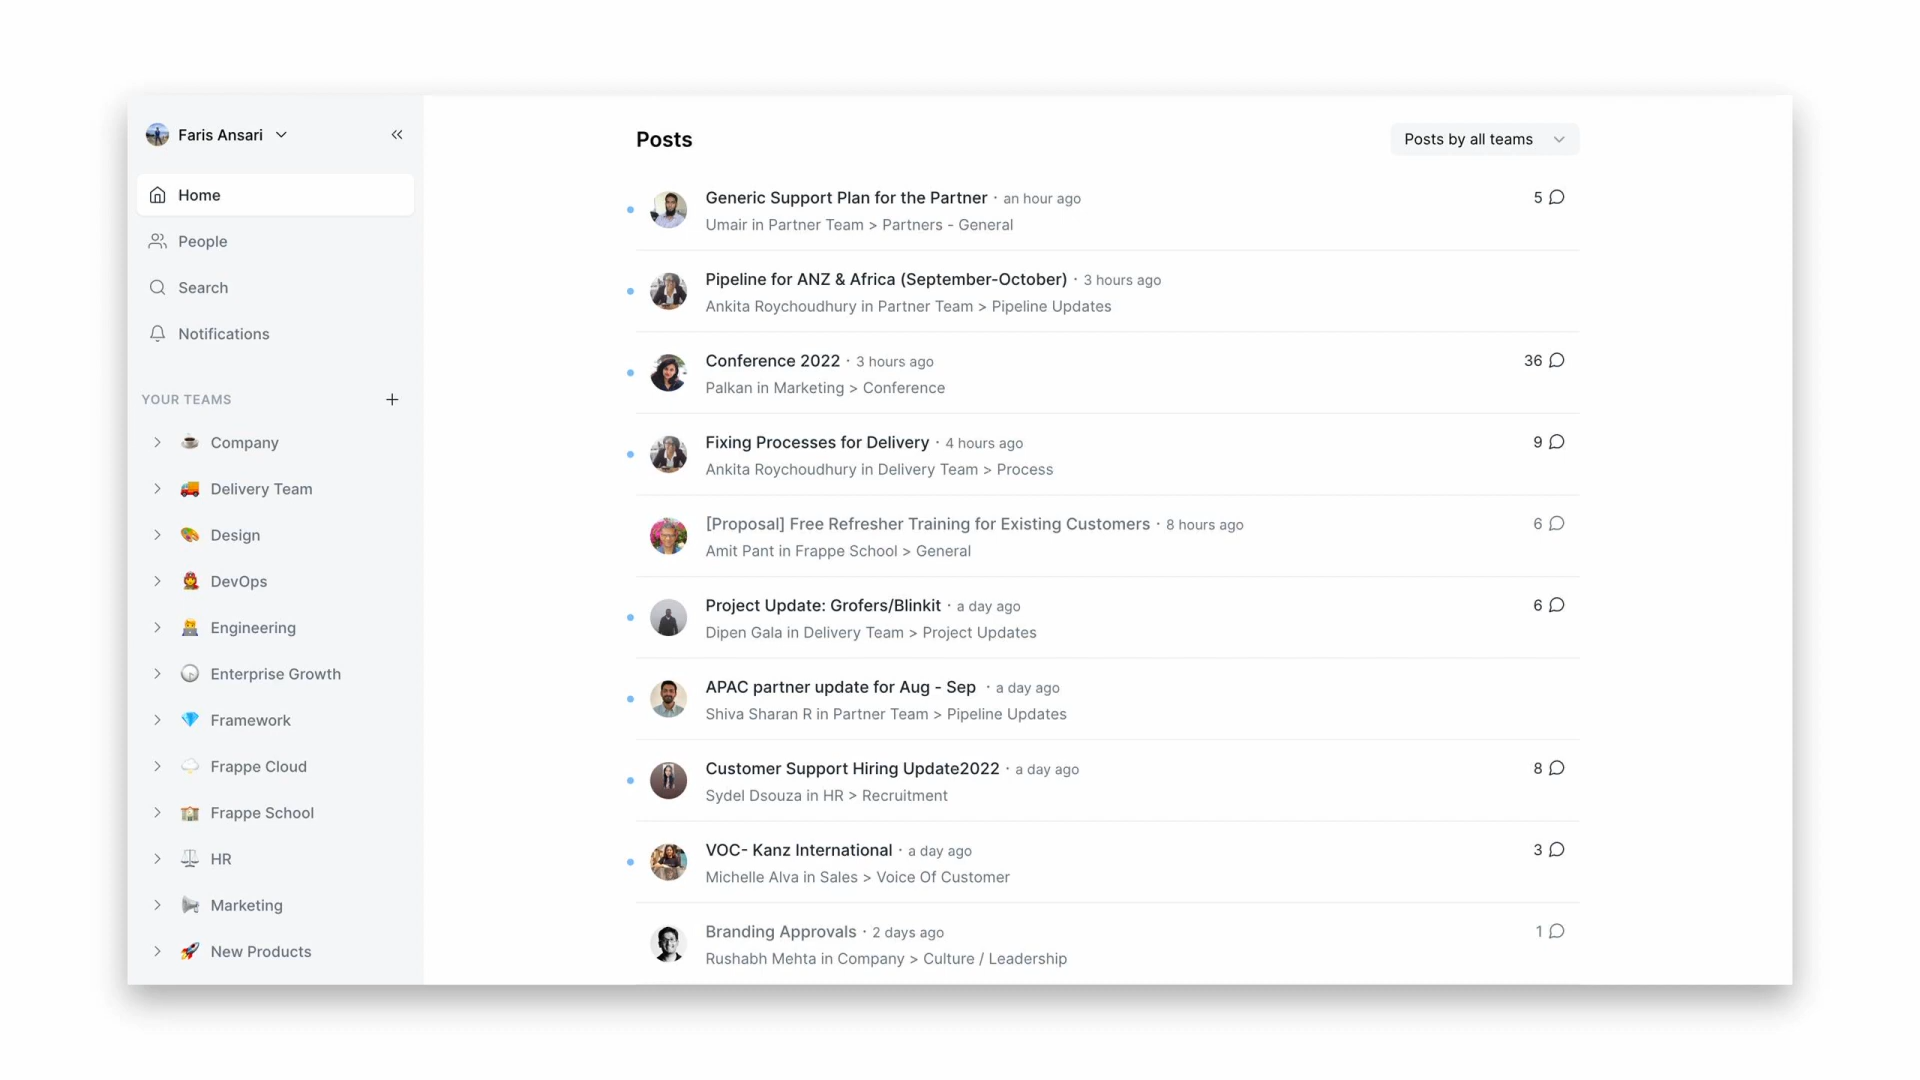 Faris Ansari
Home
People
Search
Notifications
YOUR TEAMS
Company
Delivery Team
Design
DevOps
Engineering
Enterprise Growth
Framework
Frappe Cloud
Frappe School
HR
Marketing
New Products
Posts
Posts by all teams
Generic Support Plan for the Partner · an hour ago
5
Umair in Partner Team > Partners - General
Pipeline for ANZ & Africa (September-October) · 3 hours ago
Ankita Roychoudhury in Partner Team > Pipeline Updates
Conference 2022 · 3 hours ago
36
Palkan in Marketing > Conference
Fixing Processes for Delivery · 4 hours ago
9
Ankita Roychoudhury in Delivery Team > Process
[Proposal] Free Refresher Training for Existing Customers · 8 hours ago
6
Amit Pant in Frappe School > General
Project Update: Grofers/Blinkit · a day ago
6
Dipen Gala in Delivery Team > Project Updates
APAC partner update for Aug - Sep · a day ago
Shiva Sharan R in Partner Team > Pipeline Updates
Customer Support Hiring Update2022 · a day ago
8
Sydel Dsouza in HR > Recruitment
VOC- Kanz International · a day ago
3
Michelle Alva in Sales > Voice Of Customer
Branding Approvals · 2 days ago
1
Rushabh Mehta in Company > Culture / Leadership